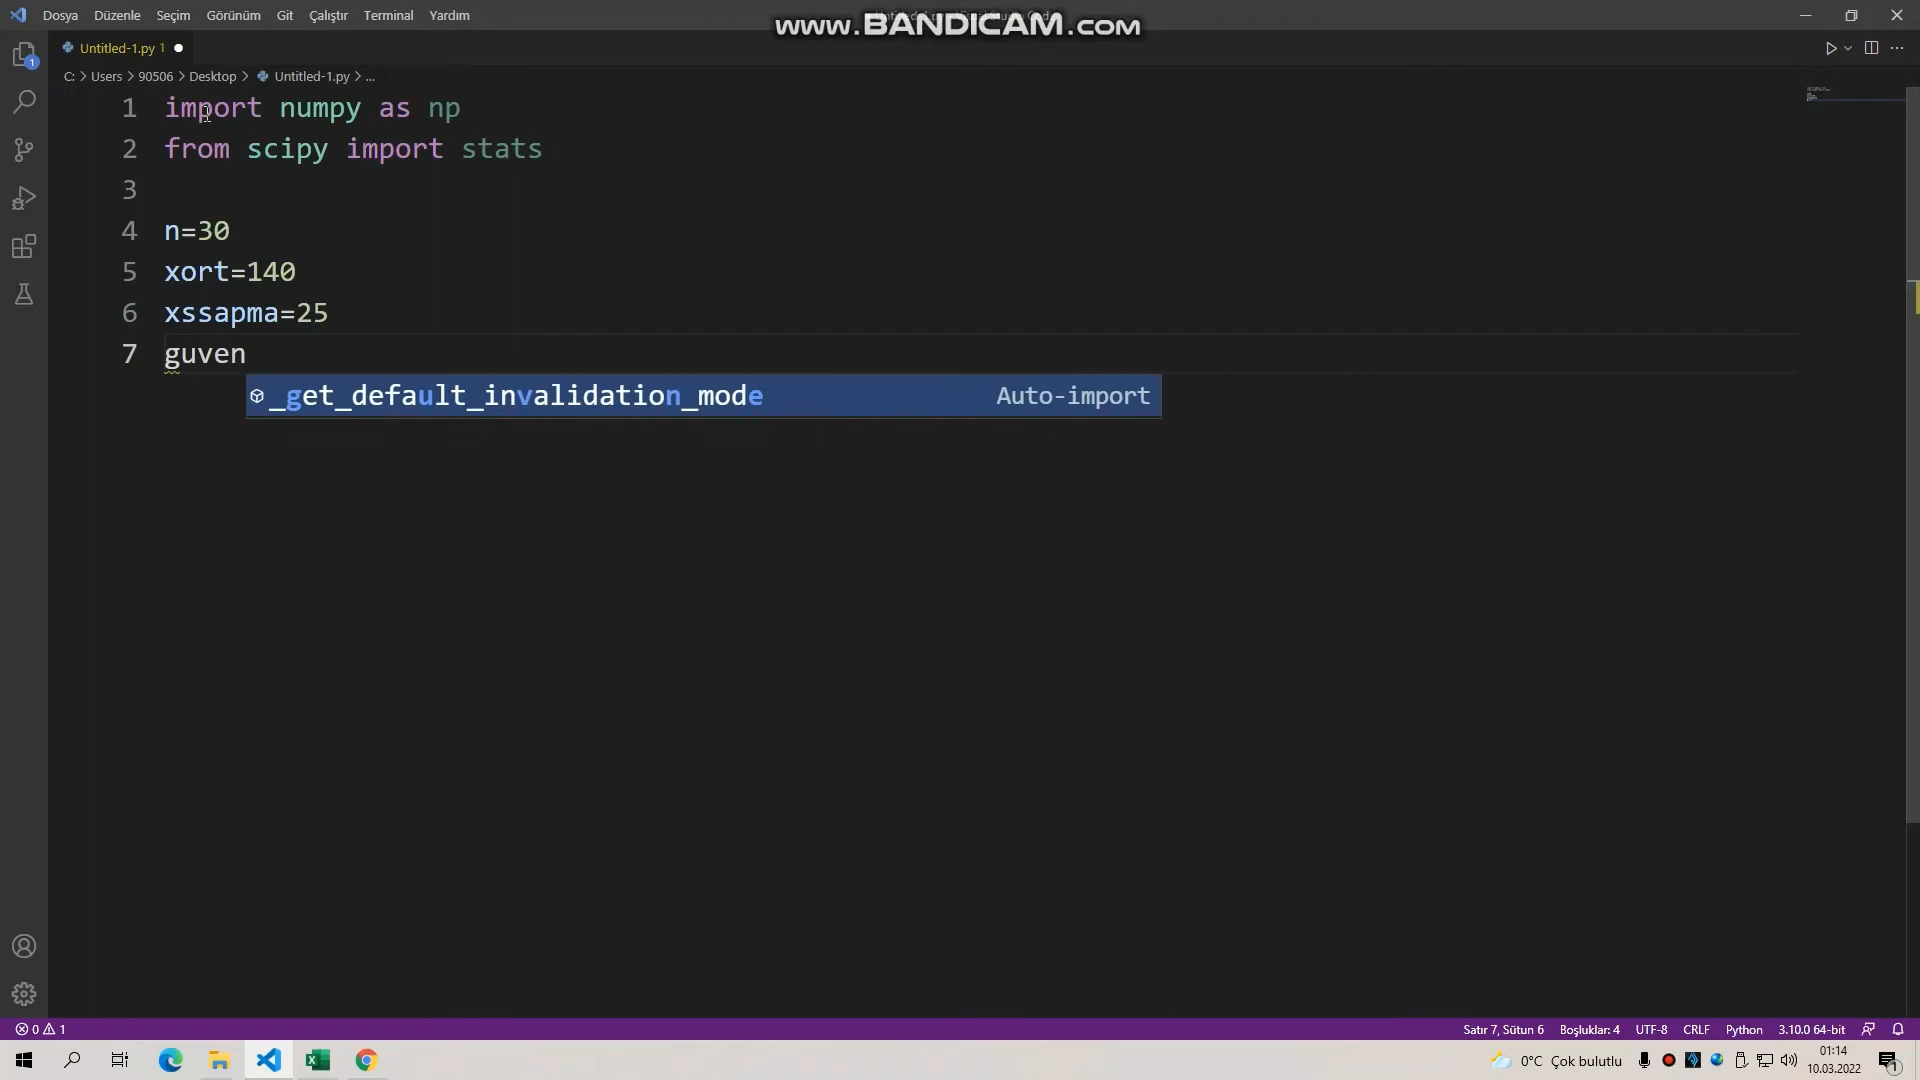 Dosya Düzenle Seçim Görünüm Git Çalıştır Terminal Yardım
www.BANDICAM.com
Untitled-1.py 1
C: > Users > 90506 > Desktop > Untitled-1.py > ...
1 import numpy as np
2 from scipy import stats
3
4 n=30
5 xort=140
6 xssapma=25
7 guven
_get_default_invalidation_mode Auto-import
1
0 1
Satır 7, Sütun 6 Boşluklar: 4 UTF-8 CRLF Python 3.10.0 64-bit
0°C Çok bulutlu
01:14
10.03.2022
1